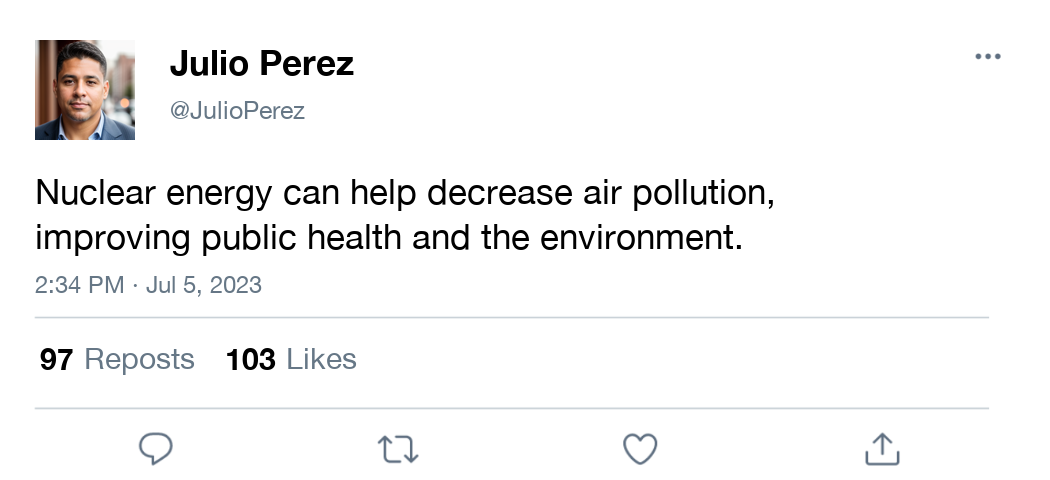 Julio Perez
@JulioPerez
Nuclear energy can help decrease air pollution,
improving public health and the environment.
2:34 PM · Jul 5, 2023
97 Reposts 103 Likes